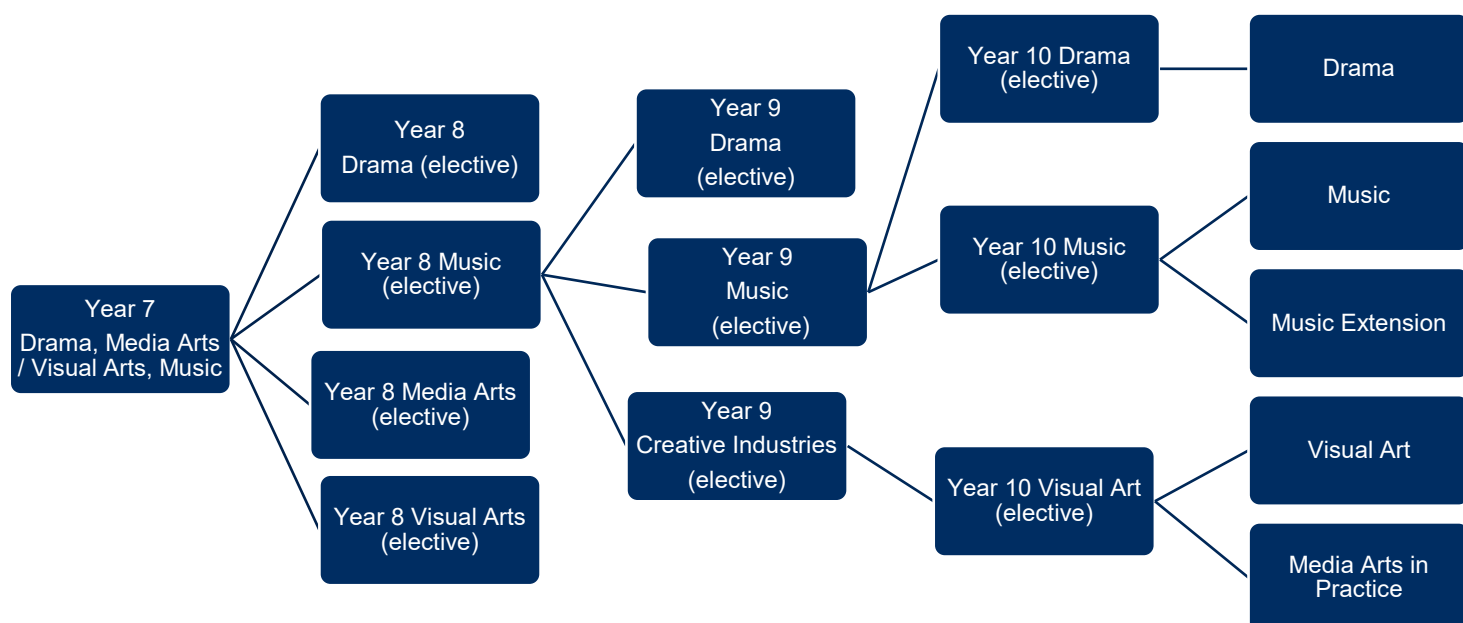 Year 7
Drama, Media Arts
/ Visual Arts, Music
Year 8
Drama (elective)
Year 8 Music
(elective)
Year 8 Media Arts
(elective)
Year 8 Visual Arts
(elective)
Year 9
Drama
(elective)
Year 9
Music
(elective)
Year 9
Creative Industries
(elective)
Year 10 Drama
(elective)
Year 10 Music
(elective)
Year 10 Visual Art
(elective)
Drama
Music
Music Extension
Visual Art
Media Arts in
Practice